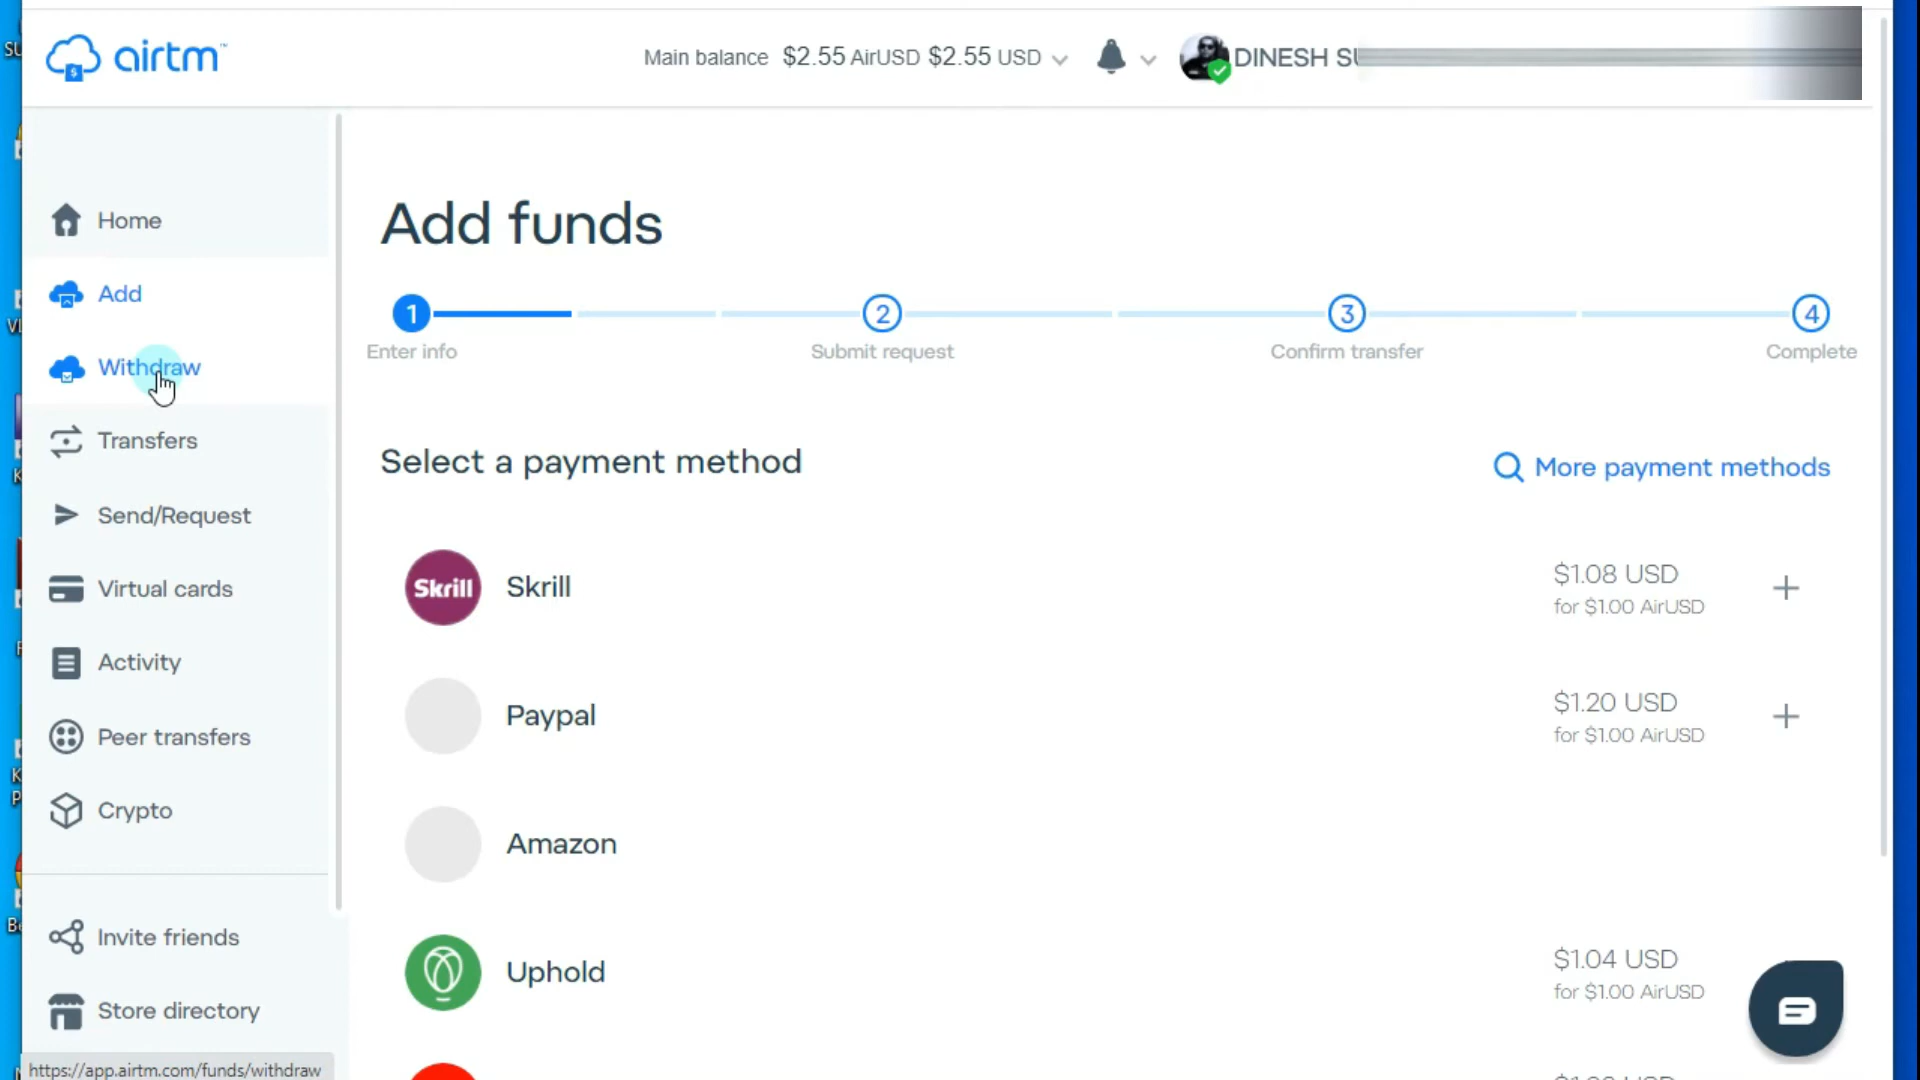 airtm™
Main balance $2.55 AirUSD $2.55 USD
DINESH SU
Home
Add
Withdraw
Transfers
Send/Request
Virtual cards
Activity
Peer transfers
Crypto
Invite friends
Store directory
https://app.airtm.com/funds/withdraw
Add funds
1 2 3 4
Enter info Submit request Confirm transfer Complete
Select a payment method
More payment methods
Skrill Skrill $1.08 USD
for $1.00 AirUSD
Paypal $1.20 USD
for $1.00 AirUSD
Amazon
Uphold $1.04 USD
for $1.00 AirUSD